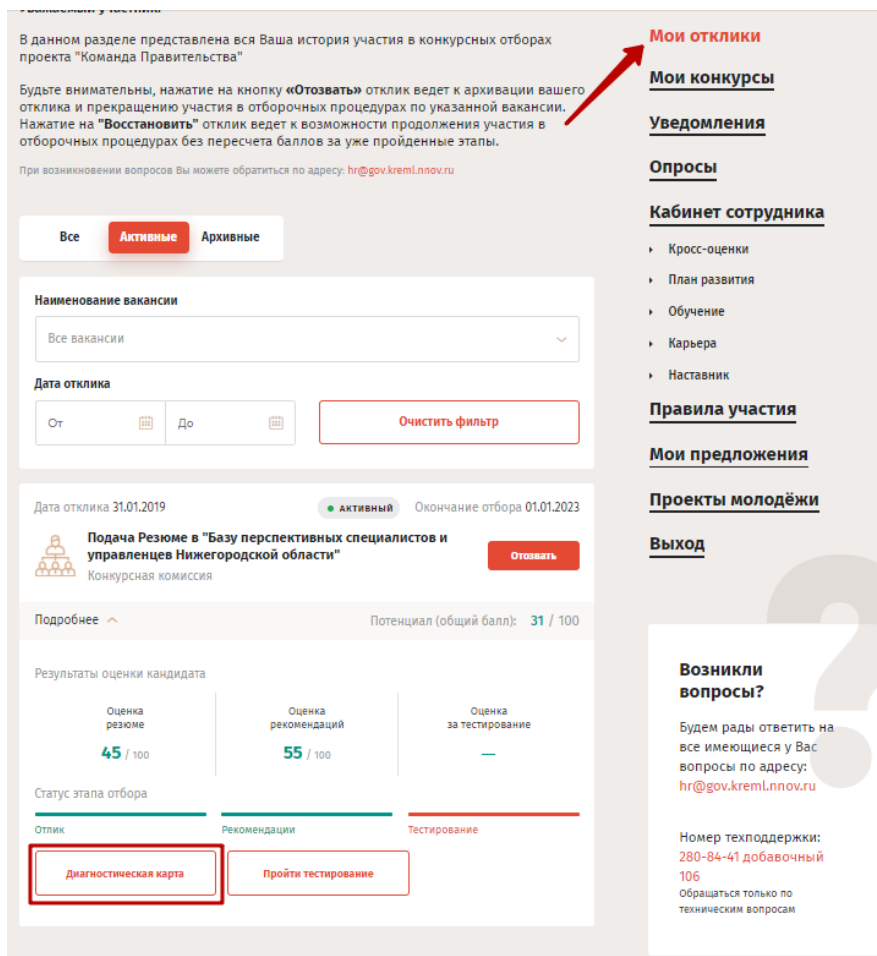 В данном разделе представлена вся Ваша история участия в конкурсных отборах
проекта "Команда Правительства"
Будьте внимательны, нажатие на кнопку «Отозвать» отклик ведет к архивации вашего
отклика и прекращению участия в отборочных процедурах по указанной вакансии.
Нажатие на "Восстановить" отклик ведет к возможности продолжения участия в
отборочных процедурах без пересчета баллов за уже пройденные этапы.
При возникновении вопросов Вы можете обратиться по адресу: hr@gov.kreml.nnov.ru
Все Активные Архивные
Наименование вакансии
Все вакансии
Дата отклика
От До Очистить фильтр
Дата отклика 31.01.2019 АКТИВНЫЙ Окончание отбора 01.01.2023
Подача Резюме в "Базу перспективных специалистов и
управленцев Нижегородской области"
Отозвать
Конкурсная комиссия
Подробнее Потенциал (общий балл): 31 / 100
Результаты оценки кандидата
Оценка
резюме
45 / 100
Оценка
рекомендаций
55 / 100
Оценка
за тестирование
—
Статус этапа отбора
Отлик Рекомендации Тестирование
Диагностическая карта Пройти тестирование
Мои отклики
Мои конкурсы
Уведомления
Опросы
Кабинет сотрудника
Кросс-оценки
План развития
Обучение
Карьера
Наставник
Правила участия
Мои предложения
Проекты молодёжи
Выход
?
Возникли
вопросы?
Будем рады ответить на
все имеющиеся у Вас
вопросы по адресу:
hr@gov.kreml.nnov.ru
Номер техподдержки:
280-84-41 добавочный
106
Обращаться только по
техническим вопросам